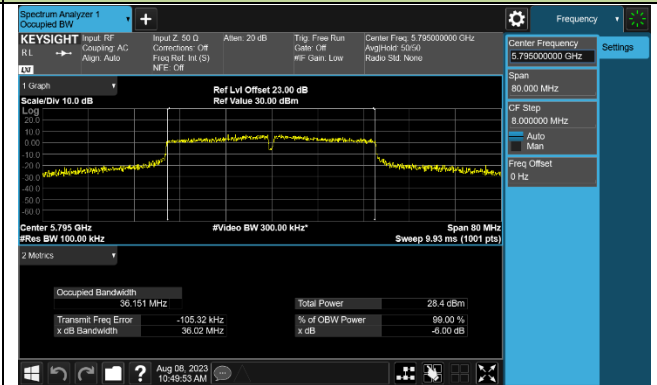 Spectrum Analyzer 1
Occupied BW
Frequency
KEYSIGHT
R L
LXI
Input: RF
Coupling: AC
Align: Auto
Input Z: 50 Ω
Corrections: Off
Freq Ref: Int (S)
NFE: Off
Atten: 20 dB
Trig: Free Run
Gate: Off
#IF Gain: Low
Center Freq: 5.795000000 GHz
Avg|Hold: 50/50
Radio Std: None
Center Frequency
5.795000000 GHz
Settings
Span
80.000 MHz
CF Step
8.000000 MHz
Auto
Man
Freq Offset
0 Hz
1 Graph
Scale/Div 10.0 dB
Ref Lvl Offset 23.00 dB
Ref Value 30.00 dBm
Log
20.0
10.0
0.00
-10.0
-20.0
-30.0
-40.0
-50.0
-60.0
Center 5.795 GHz
#Res BW 100.00 kHz
#Video BW 300.00 kHz*
Span 80 MHz
Sweep 9.93 ms (1001 pts)
2 Metrics
Occupied Bandwidth
36.151 MHz
Total Power 28.4 dBm
Transmit Freq Error -105.32 kHz
% of OBW Power 99.00 %
x dB Bandwidth 36.02 MHz
x dB -6.00 dB
Aug 08, 2023
10:49:53 AM